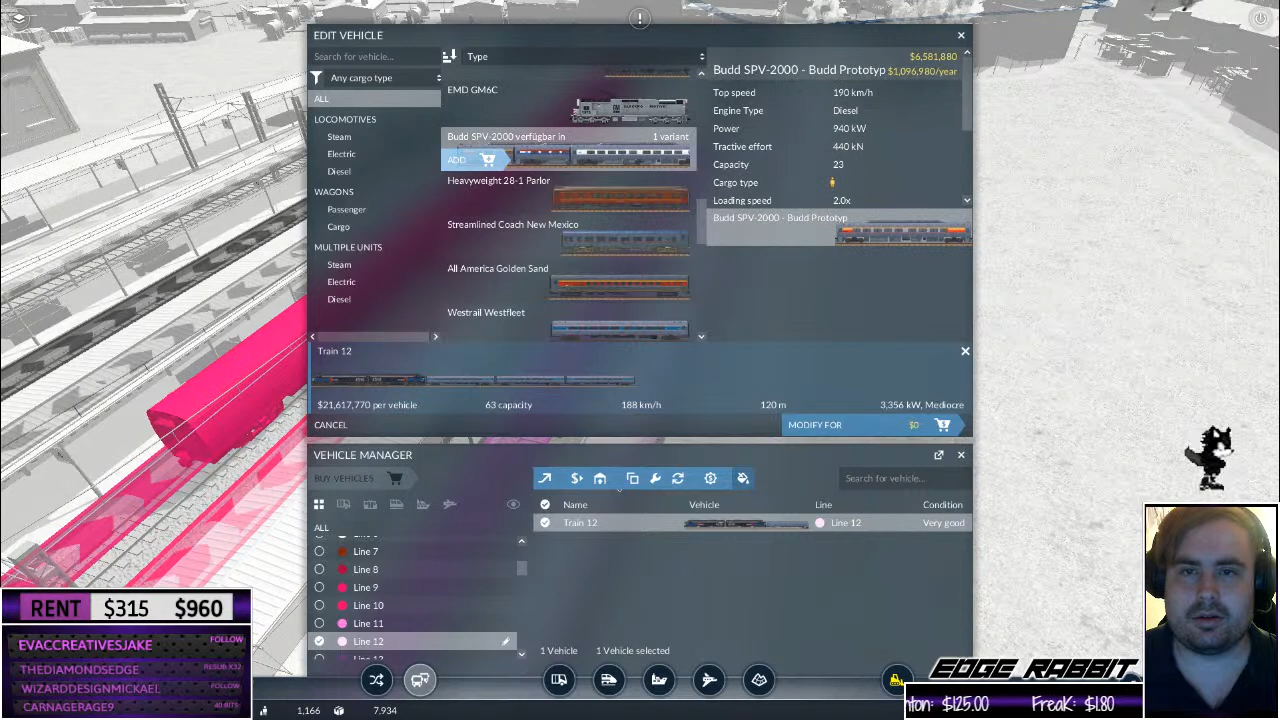 EDIT VEHICLE
Search for vehicle...
Type
Any cargo type
ALL
LOCOMOTIVES
Steam
Electric
Diesel
WAGONS
Passenger
Cargo
MULTIPLE UNITS
Steam
Electric
Diesel
EMD GM6C
Budd SPV-2000 verfügbar in 1 variant
ADD
Heavyweight 28-1 Parlor
Streamlined Coach New Mexico
All America Golden Sand
Westrail Westfleet
$6,581,880
Budd SPV-2000 - Budd Prototyp $1,096,980/year
Top speed 190 km/h
Engine Type Diesel
Power 940 kW
Tractive effort 440 kN
Capacity 23
Cargo type
Loading speed 2.0x
Budd SPV-2000 - Budd Prototyp
Train 12
$21,617,770 per vehicle 63 capacity 188 km/h 120 m 3,356 kW, Mediocre
CANCEL
MODIFY FOR $0
VEHICLE MANAGER
BUY VEHICLES
Search for vehicle...
ALL
Line 7
Line 8
Line 9
Line 10
Line 11
Line 12
Name Vehicle Line Condition
Train 12 Line 12 Very good
1 Vehicle 1 Vehicle selected
1,166 7,934
RENT $315 $960
EVACCREATIVESJAKE FOLLOW
THEDIAMONDSEDGE RESUB X32
WIZARDDESIGNMICKAEL FOLLOW
CARNAGERAGE9 40 BITS
EDGE RABBIT
nton: $125.00 FreaK: $1.80